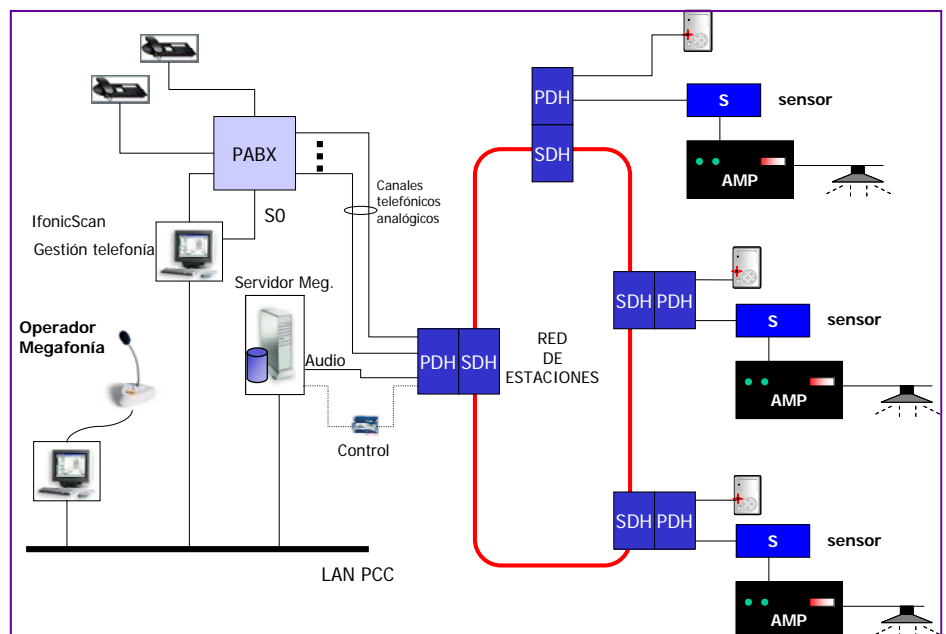 PDH
S
sensor
SDH
AMP
PABX
Canales
telefónicos
analógicos
S0
IfonicScan
Gestión telefonía
Servidor Meg.
Operador
Megafonía
Audio
PDH
SDH
Control
RED
DE
ESTACIONES
SDH
PDH
S
sensor
AMP
SDH
PDH
S
sensor
AMP
LAN PCC